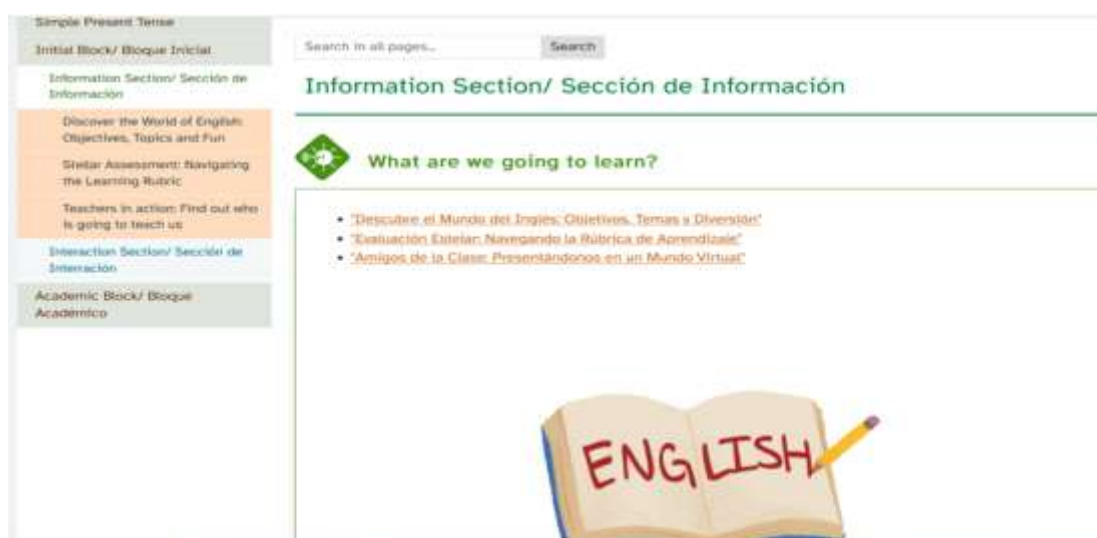 Simple Present Tense
Initial Block/ Bloque Inicial
Information Section/ Sección de
Información
Discover the World of English:
Objectives, Topics and Fun
Stellar Assessment: Navigating
the Learning Rubric
Teachers in action: Find out who
is going to teach us
Interaction Section/ Sección de
Interración
Academic Block/ Bloque
Académico
Search in all pages...
Search
Information Section/ Sección de Información
What are we going to learn?
"Descubre el Mundo del Inglés: Objetivos, Temas y Diversión"
"Evaluación Estelar: Navegando la Rúbrica de Aprendizaje"
"Amigos de la Clase: Presentándonos en un Mundo Virtual"
ENGLISH